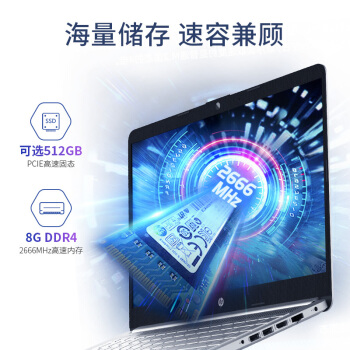 海量储存 速容兼顾
SSD
可选512GB
PCIE高速固态
8G DDR4
2666MHz高速内存
2666
MHz
hp